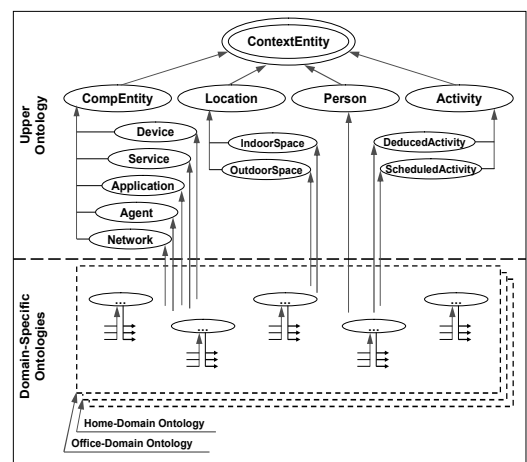 ContextEntity
CompEntity
Location
Person
Activity
Device
Service
Application
Agent
Network
IndoorSpace
OutdoorSpace
DeducedActivity
ScheduledActivity
Upper
Ontology
Domain-Specific
Ontologies
...
...
...
...
...
Home-Domain Ontology
Office-Domain Ontology